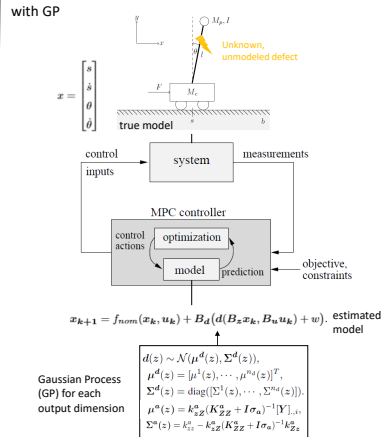 with GP
y
x
M_p, I
Unknown,
unmodeled defect
θ
l
F
M_c
x = [s ṡ θ θ̇]
true model
s
b
control
inputs
system
measurements
MPC controller
control
actions
optimization
model
prediction
objective,
constraints
x_{k+1} = f_{nom}(x_k, u_k) + B_d(d(B_z x_k, B_u u_k) + w).
estimated
model
Gaussian Process
(GP) for each
output dimension
d(z) ∼ N(μ^d(z), Σ^d(z)),
μ^d(z) = [μ^1(z), ⋯, μ^{n_d}(z)]^T,
Σ^d(z) = diag([Σ^1(z), ⋯, Σ^{n_d}(z)]).
μ^a(z) = k^a_{zZ}(K^a_{ZZ} + Iσ_a)^{-1}[Y]_{.,i},
Σ^a(z) = k^a_{zz} − k^a_{zZ}(K^a_{ZZ} + Iσ_a)^{-1}k^a_{Zz}